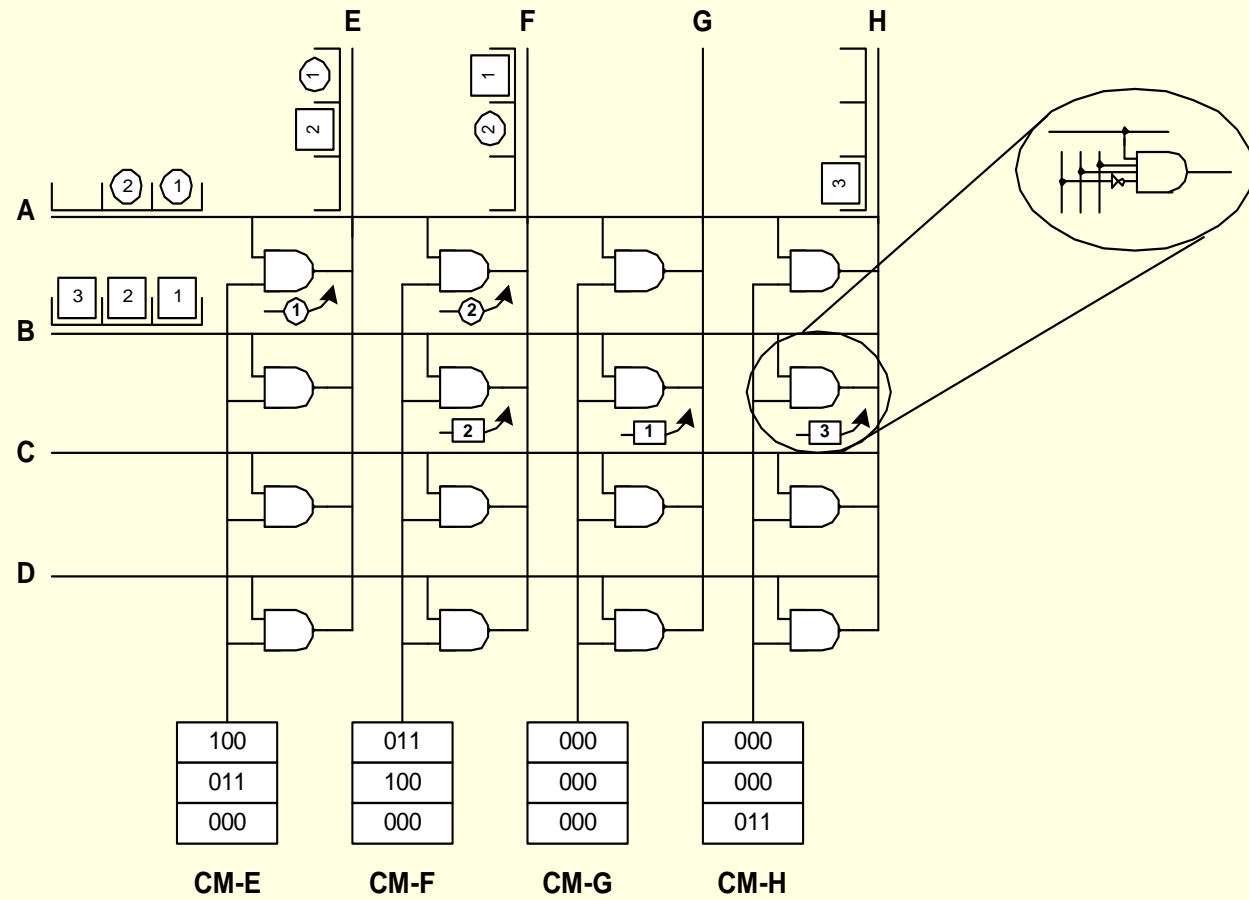 E F G H
1 1
2 2
3
2 1
A
3 2 1
1 2
B
2 1 3
C
D
100 011 000 000
011 100 000 000
000 000 000 011
CM-E CM-F CM-G CM-H